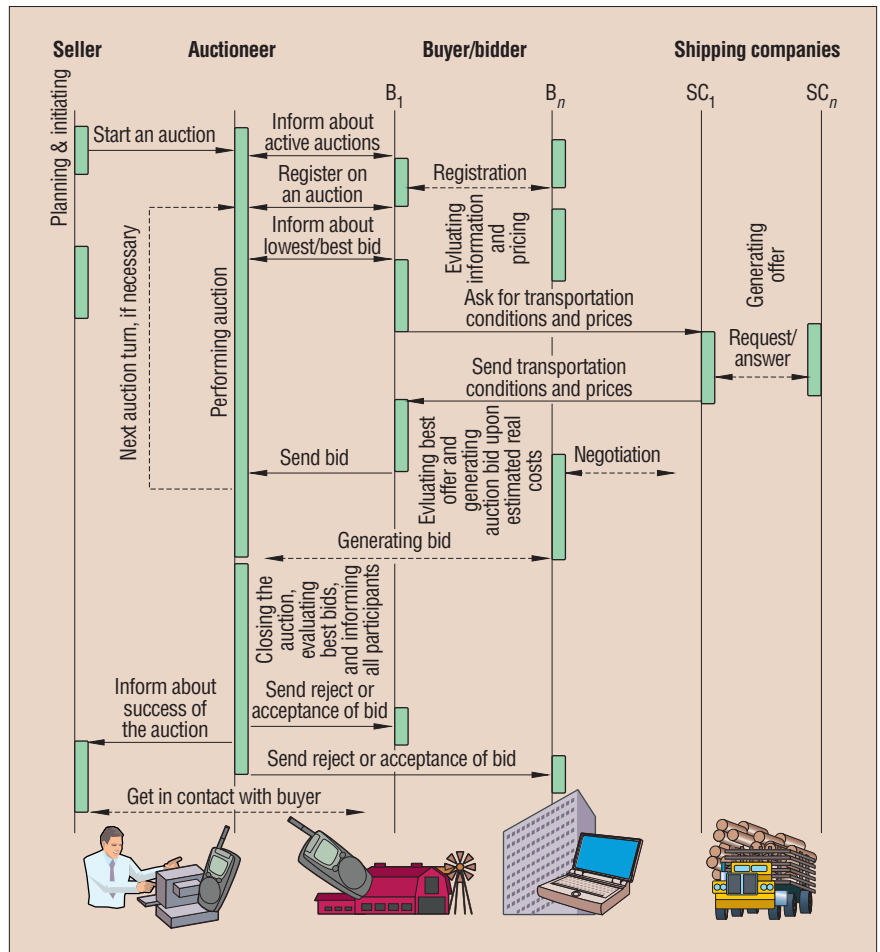 Seller
Auctioneer
Buyer/bidder
Shipping companies
B1
Bn
SC1
SCn
Planning & initiating
Start an auction
Inform about
active auctions
Register on
an auction
Registration
Inform about
lowest/best bid
Evluating
information
and
pricing
Next auction turn, if necessary
Performing auction
Ask for transportation
conditions and prices
Generating
offer
Request/
answer
Send transportation
conditions and prices
Send bid
Evluating best
offer and
generating
auction bid upon
estimated real
costs
Negotiation
Generating bid
Closing the
auction,
evaluating
best bids,
and informing
all participants
Inform about
success of
the auction
Send reject or
acceptance of bid
Send reject or acceptance of bid
Get in contact with buyer